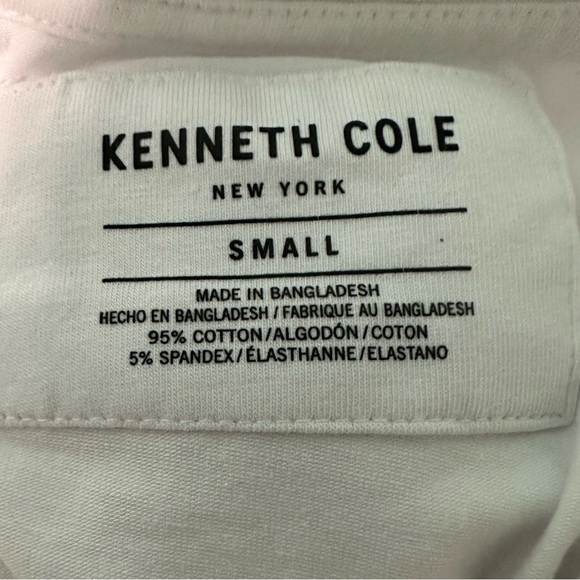 KENNETH COLE
NEW YORK
SMALL
MADE IN BANGLADESH
HECHO EN BANGLADESH / FABRIQUE AU BANGLADESH
95% COTTON/ALGODÓN/COTON
5% SPANDEX/ÉLASTHANNE/ELASTANO